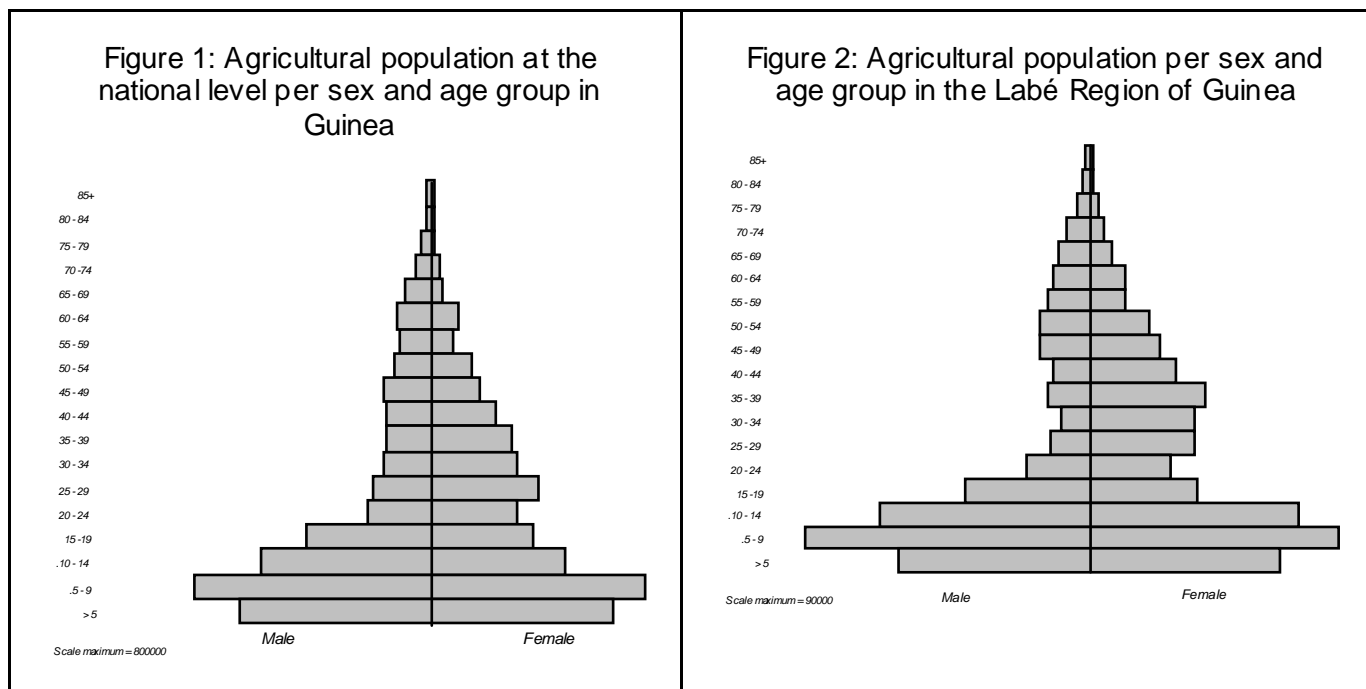 Figure 1: Agricultural population at the
national level per sex and age group in
Guinea
85+
80 - 84
75 - 79
70 -74
65 - 69
60 - 64
55 - 59
50 - 54
45 - 49
40 - 44
35 - 39
30 - 34
25 - 29
20 - 24
15 -19
.10 - 14
.5 - 9
> 5
Male Female
Scale maximum = 800000
Figure 2: Agricultural population per sex and
age group in the Labé Region of Guinea
85+
80 - 84
75 - 79
70 -74
65 - 69
60 - 64
55 - 59
50 - 54
45 - 49
40 - 44
35 - 39
30 - 34
25 - 29
20 - 24
15 -19
.10 - 14
.5 - 9
> 5
Scale maximum = 90000 Male Female